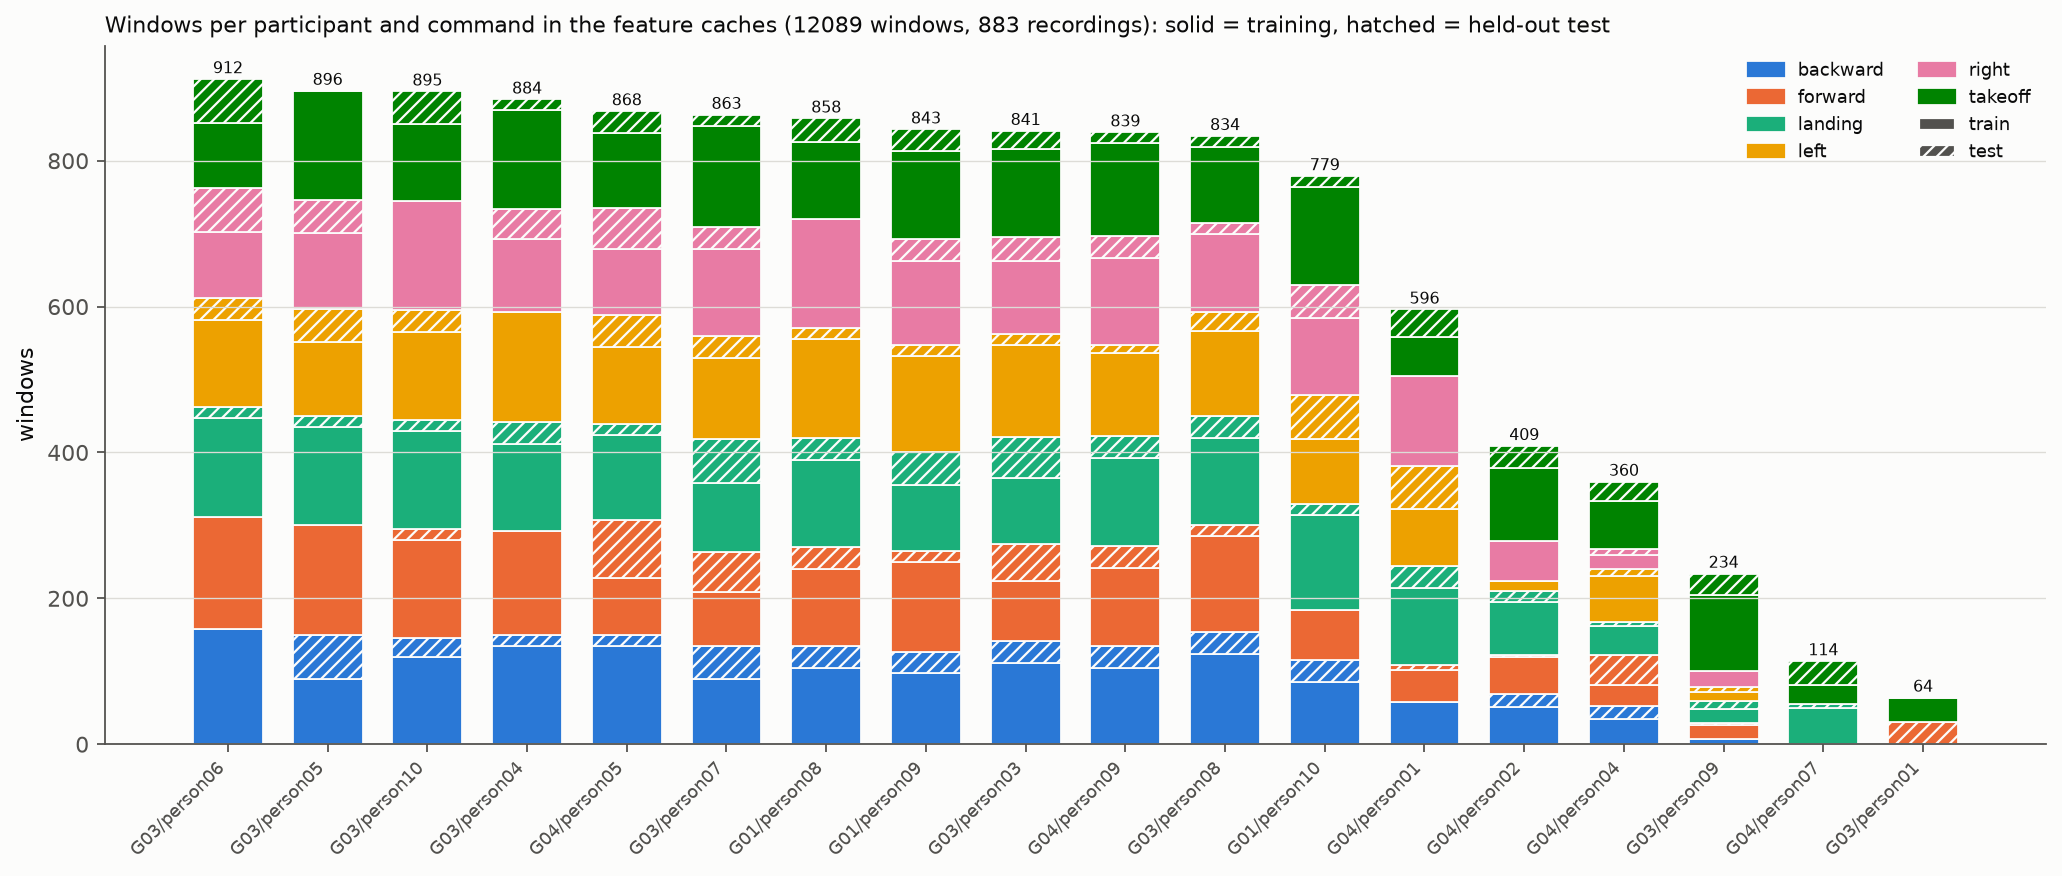 Windows per participant and command in the feature caches (12089 windows, 883 recordings): solid = training, hatched = held-out test
backward
forward
landing
left
right
takeoff
train
test
912
896
895
884
868
863
858
843
841
839
834
779
596
409
360
234
114
64
windows
800
600
400
200
0
G03/person06
G03/person05
G03/person10
G03/person04
G04/person05
G03/person07
G01/person08
G01/person09
G03/person03
G04/person09
G03/person08
G01/person10
G04/person01
G04/person02
G04/person04
G03/person09
G04/person07
G03/person01